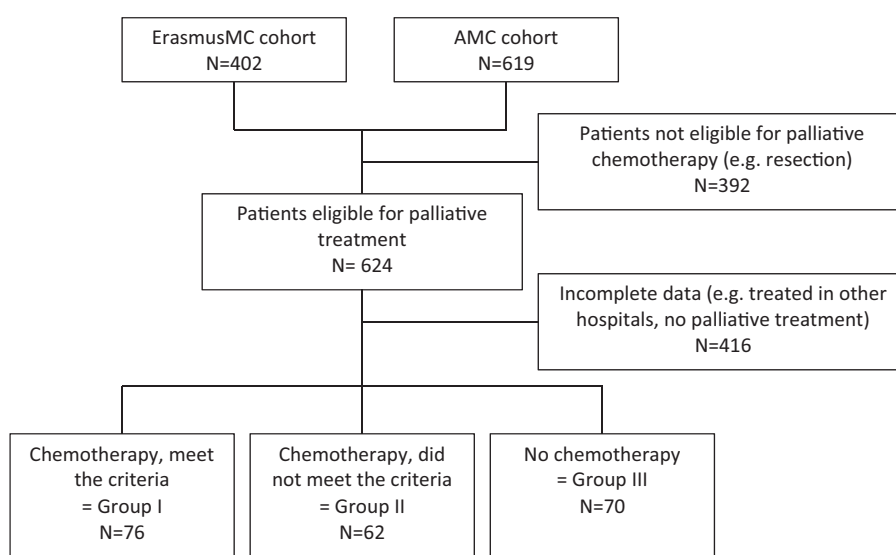 ErasmusMC cohort
N=402
AMC cohort
N=619
Patients not eligible for palliative
chemotherapy (e.g. resection)
N=392
Patients eligible for palliative
treatment
N= 624
Incomplete data (e.g. treated in other
hospitals, no palliative treatment)
N=416
Chemotherapy, meet
the criteria
= Group I
N=76
Chemotherapy, did
not meet the criteria
= Group II
N=62
No chemotherapy
= Group III
N=70